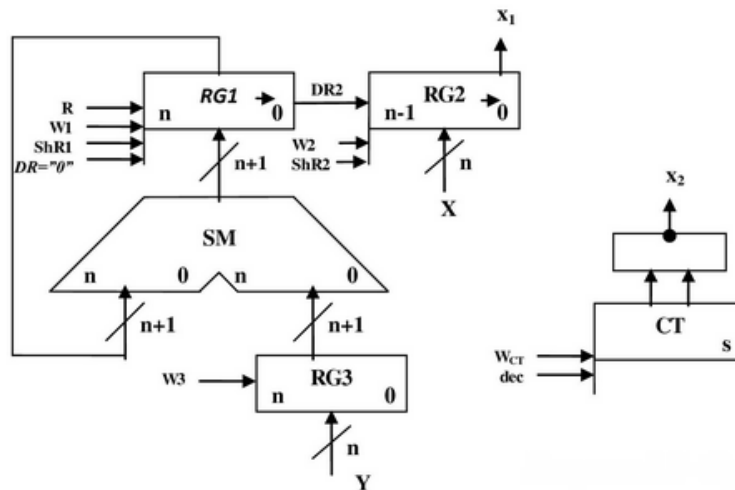 x1
RG1
n
0
R
W1
ShR1
DR="0"
DR2
RG2
n-1
0
W2
ShR2
n
X
n+1
SM
n
0
n
0
n+1
n+1
W3
RG3
n
0
n
Y
x2
CT
s
WCT
dec